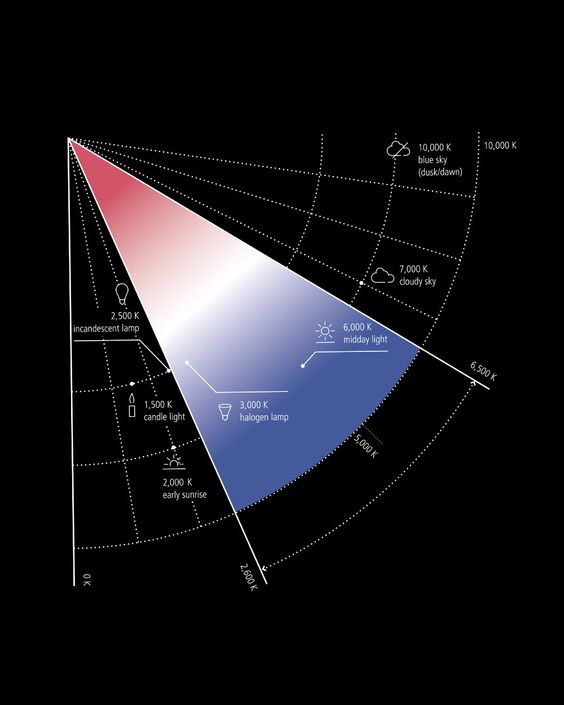 10,000 K
blue sky
(dusk/dawn)
10,000 K
7,000 K
cloudy sky
2,500 K
incandescent lamp
6,000 K
midday light
6,500 K
1,500 K
candle light
3,000 K
halogen lamp
5,000 K
2,000 K
early sunrise
0 K
2,600 K